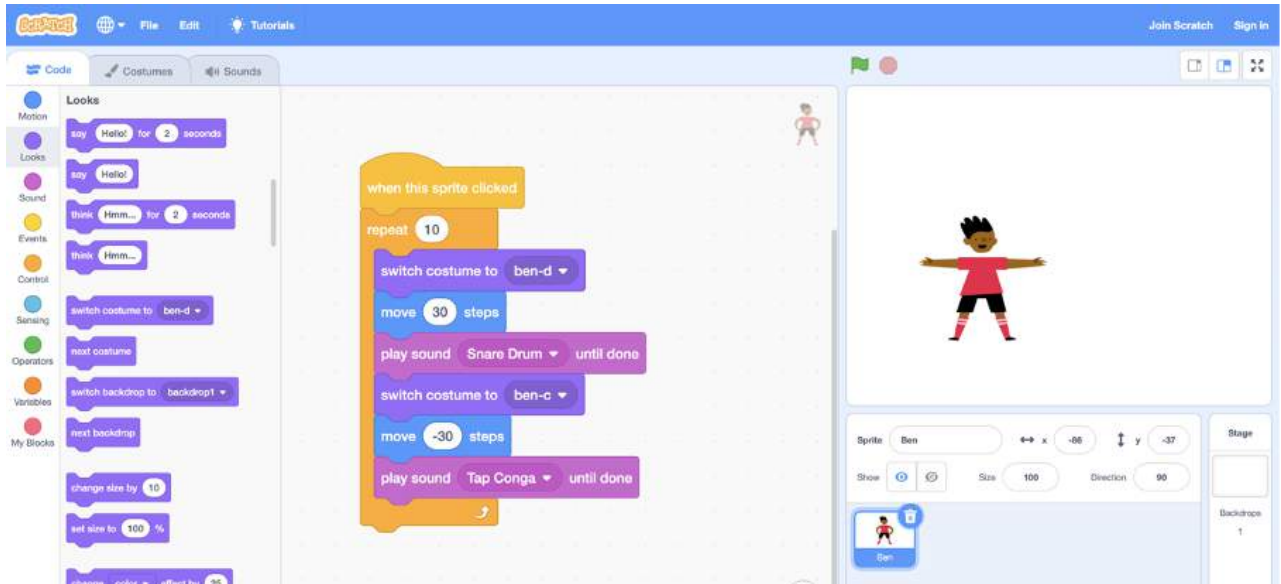 SCRATCH
File Edit Tutorials
Join Scratch Sign in
Code
Costumes
Sounds
Motion
Looks
Sound
Events
Control
Sensing
Operators
Variables
My Blocks
Looks
say Hello! for 2 seconds
say Hello!
think Hmm... for 2 seconds
think Hmm...
switch costume to ben-d
next costume
switch backdrop to backdrop1
next backdrop
change size by 10
set size to 100 %
change color effect by 25
when this sprite clicked
repeat 10
switch costume to ben-d
move 30 steps
play sound Snare Drum until done
switch costume to ben-c
move -30 steps
play sound Tap Conga until done
Sprite Ben x -86 y -37
Show Size 100 Direction 90
Ben
Stage
Backdrops
1